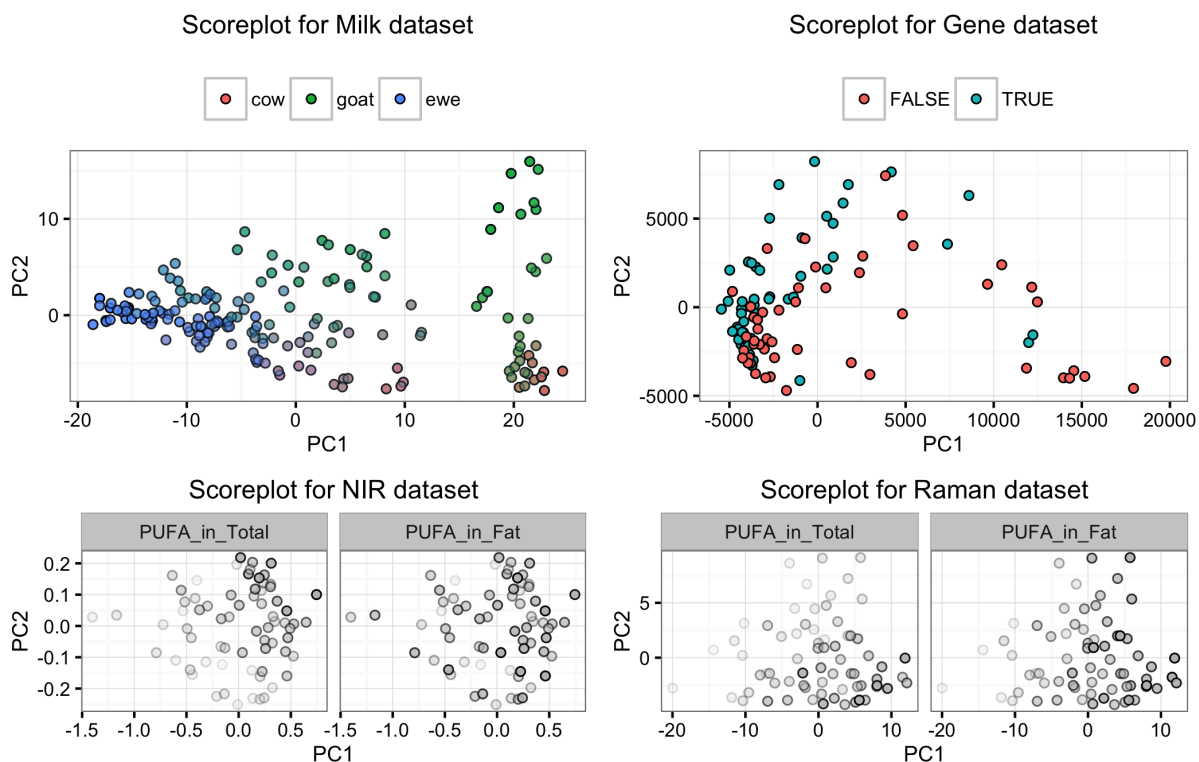 Scoreplot for Milk dataset
cow goat ewe
10
0
PC2
-20 -10 0 10 20
PC1
Scoreplot for Gene dataset
FALSE TRUE
5000
0
-5000
PC2
-5000 0 5000 10000 15000 20000
PC1
Scoreplot for NIR dataset
PUFA_in_Total PUFA_in_Fat
0.2
0.1
0.0
-0.1
-0.2
PC2
-1.5 -1.0 -0.5 0.0 0.5 -1.5 -1.0 -0.5 0.0 0.5
PC1
Scoreplot for Raman dataset
PUFA_in_Total PUFA_in_Fat
5
0
PC2
-20 -10 0 10 -20 -10 0 10
PC1